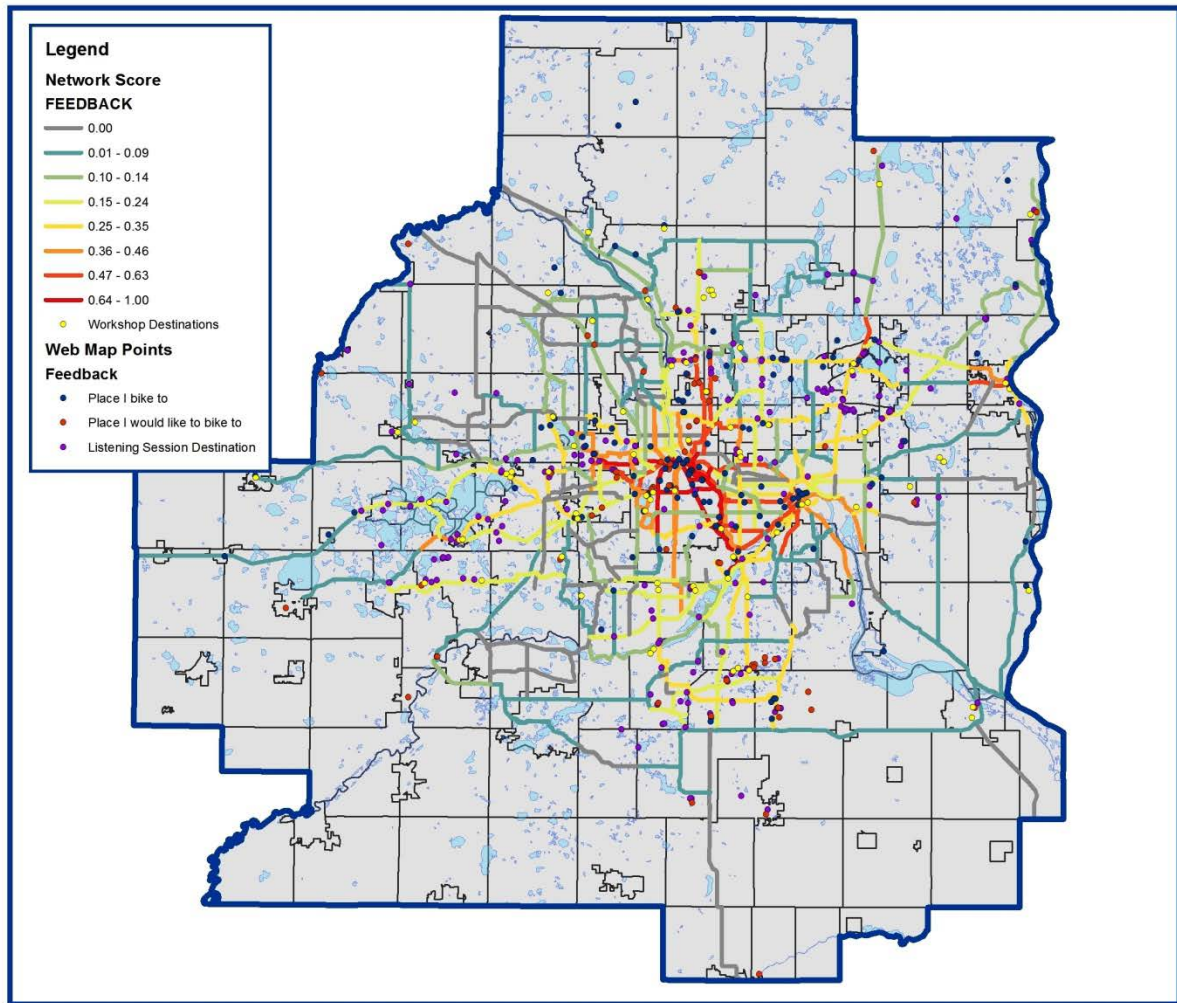 Legend
Network Score
FEEDBACK
0.00
0.01 - 0.09
0.10 - 0.14
0.15 - 0.24
0.25 - 0.35
0.36 - 0.46
0.47 - 0.63
0.64 - 1.00
Workshop Destinations
Web Map Points
Feedback
Place I bike to
Place I would like to bike to
Listening Session Destination